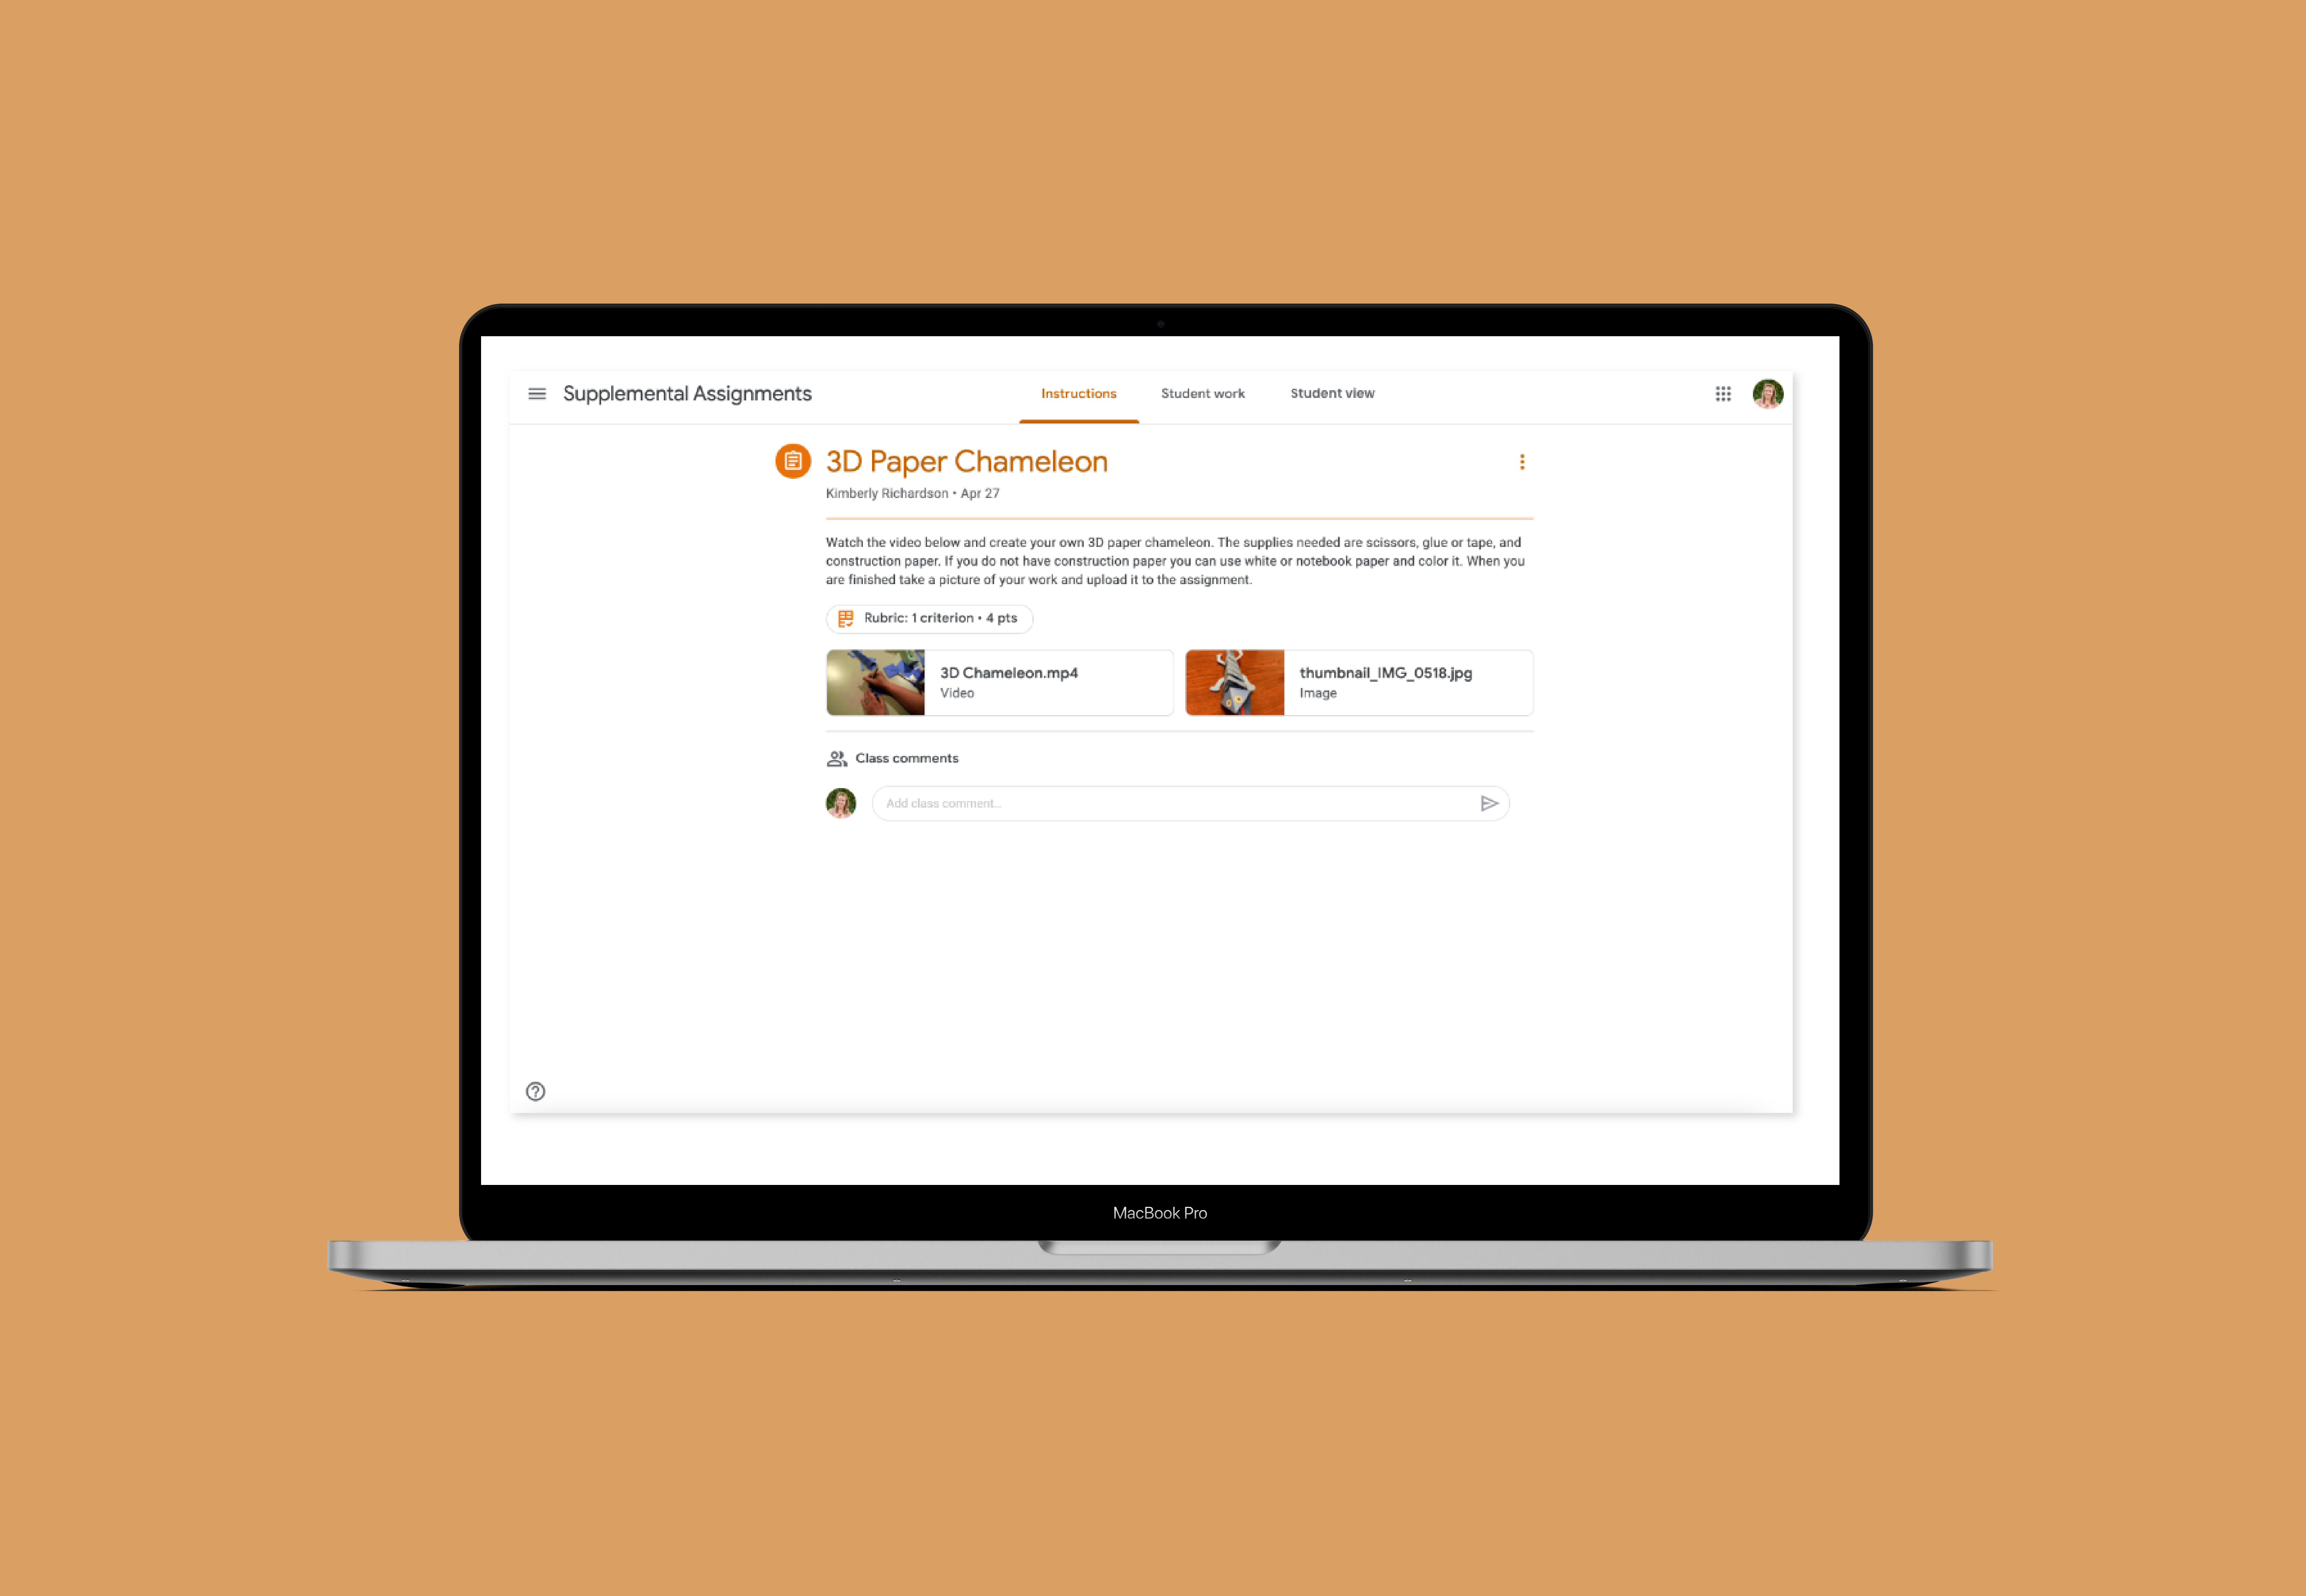 Supplemental Assignments
Instructions
Student work
Student view
3D Paper Chameleon
Kimberly Richardson • Apr 27
Watch the video below and create your own 3D paper chameleon. The supplies needed are scissors, glue or tape, and
construction paper. If you do not have construction paper you can use white or notebook paper and color it. When you
are finished take a picture of your work and upload it to the assignment.
Rubric: 1 criterion • 4 pts
3D Chameleon.mp4
Video
thumbnail_IMG_0518.jpg
Image
Class comments
Add class comment...
MacBook Pro